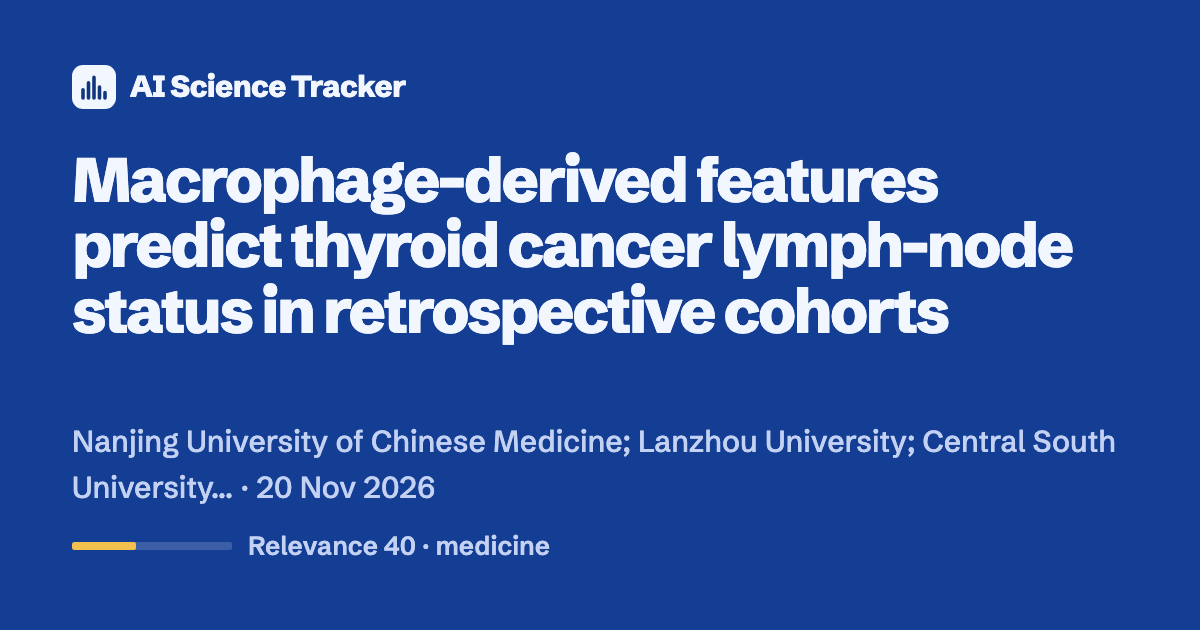 AI Science Tracker
Macrophage-derived features
predict thyroid cancer lymph-node
status in retrospective cohorts
Nanjing University of Chinese Medicine; Lanzhou University; Central South
University... · 20 Nov 2026
Relevance 40 · medicine